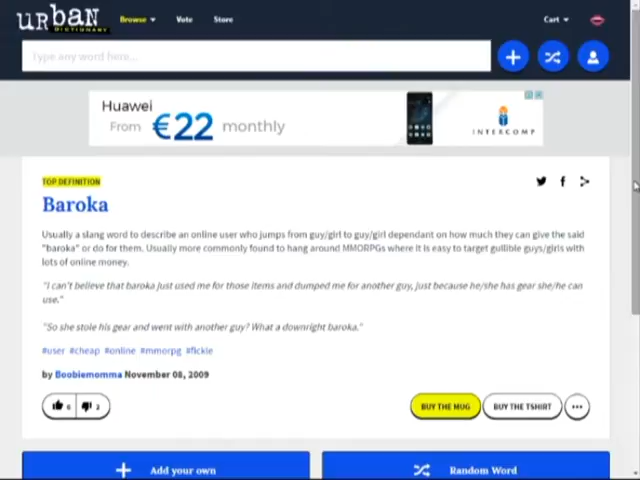 urban
DICTIONARY
Browse
Vote
Store
Cart
Type any word here...
Huawei
From €22 monthly
INTERCOMP
TOP DEFINITION
Baroka
Usually a slang word to describe an online user who jumps from guy/girl to guy/girl dependant on how much they can give the said
"baroka" or do for them. Usually more commonly found to hang around MMORPGs where it is easy to target gullible guys/girls with
lots of online money.
"I can't believe that baroka just used me for those items and dumped me for another guy, just because he/she has gear she/he can
use."
"So she stole his gear and went with another guy? What a downright baroka."
#user #cheap #online #mmorpg #fickle
by Boobiemomma November 08, 2009
6
2
BUY THE MUG
BUY THE TSHIRT
Add your own
Random Word